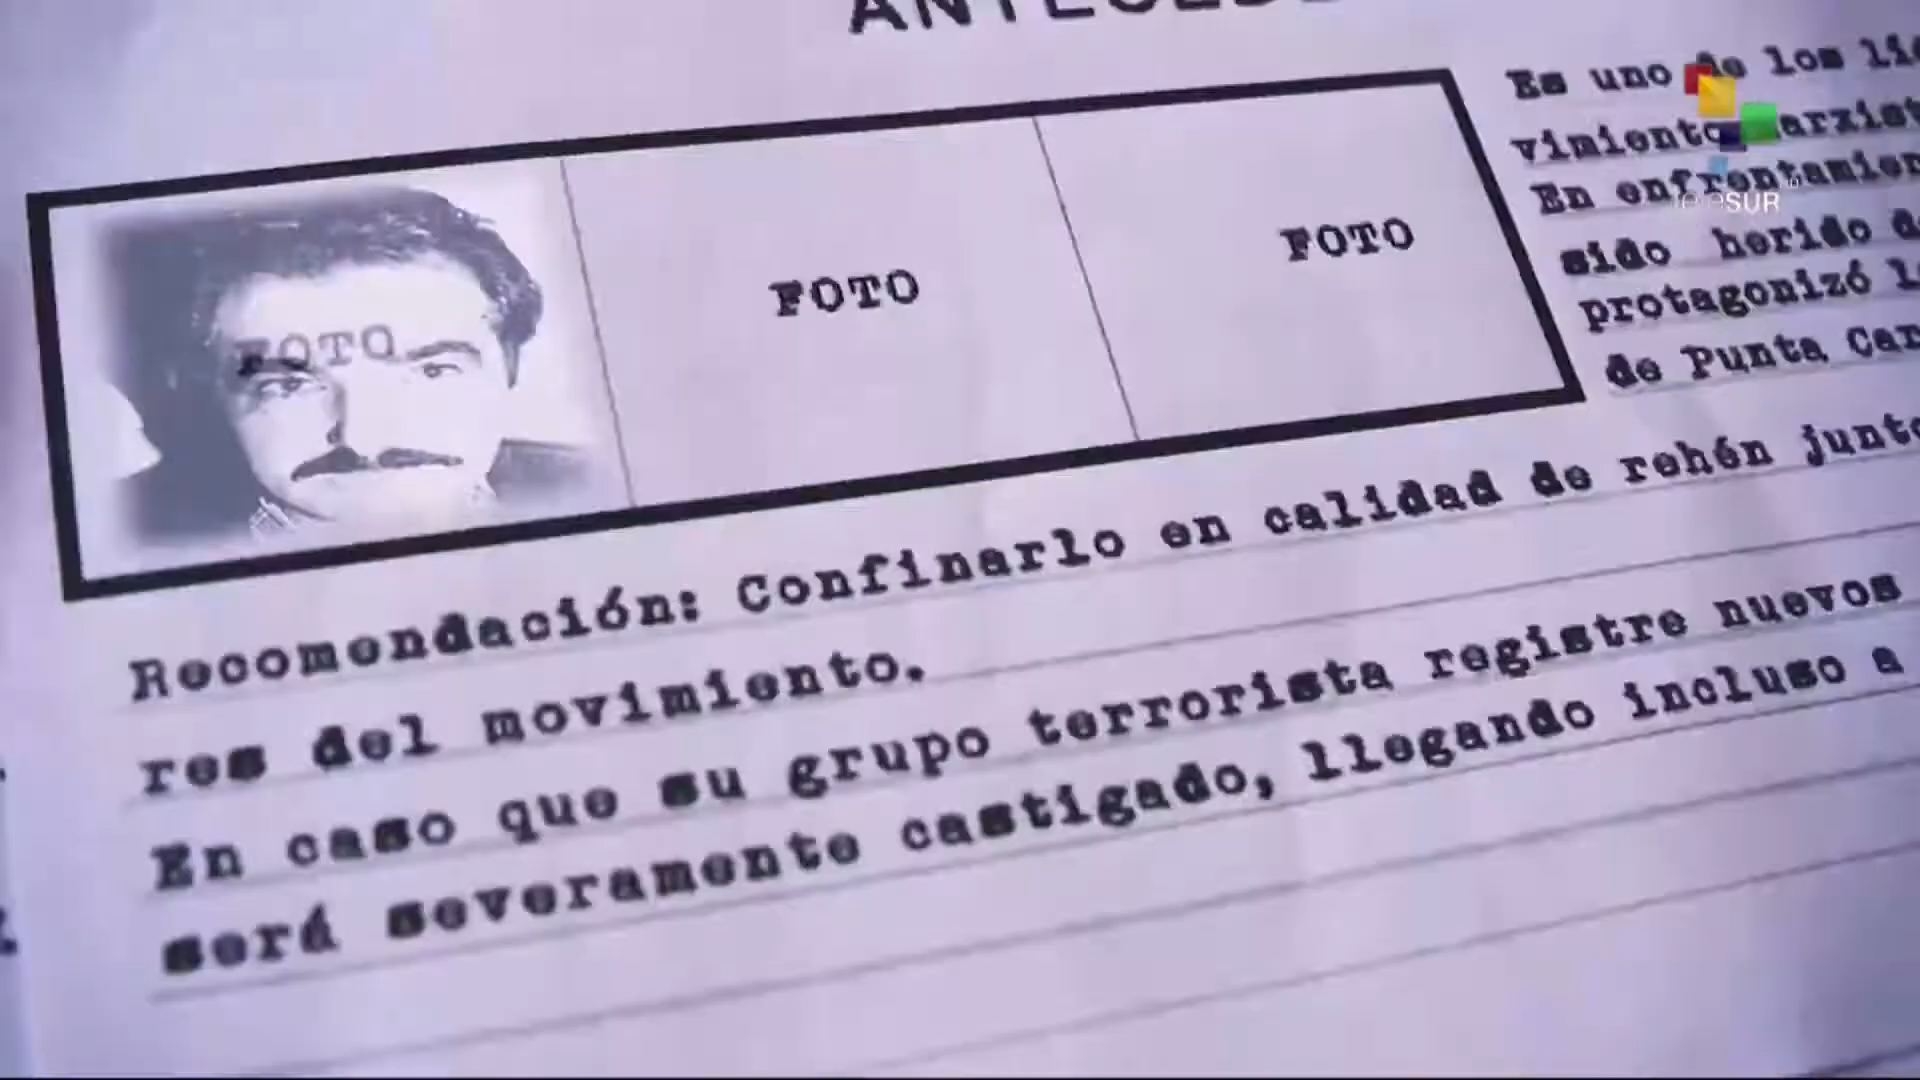 ANTECED
FOTO
FOTO
FOTO
Es uno de los líd
vimiento marxist
En enfrentamien
sido herido d
protagonizó l
de Punta Car
teleSUR
Recomendación: Confinarlo en calidad de rehén junto
res del movimiento.
En caso que su grupo terrorista registre nuevos
será severamente castigado, llegando incluso a